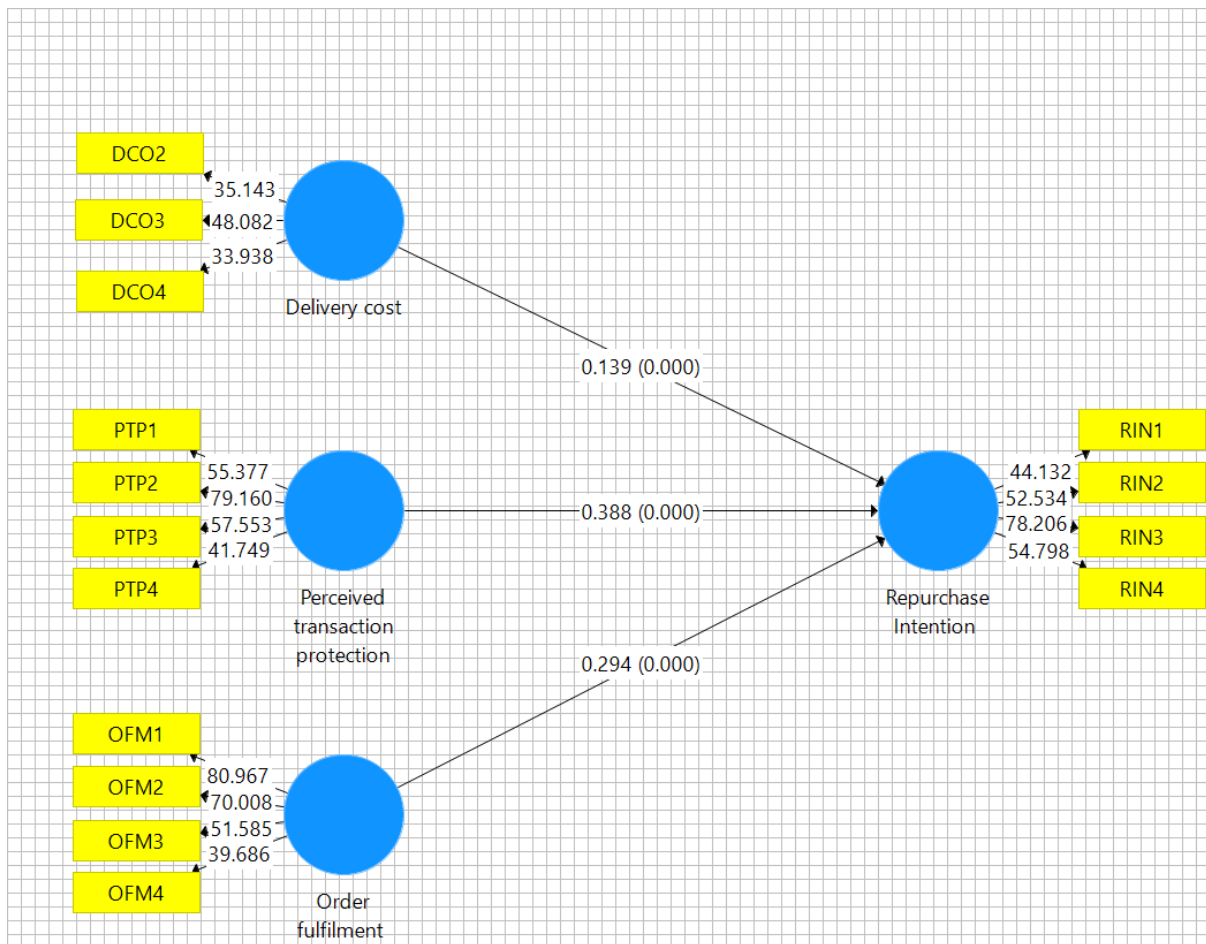 DCO2
35.143
DCO3
48.082
33.938
DCO4
Delivery cost
0.139 (0.000)
PTP1
55.377
PTP2
79.160
PTP3
57.553
41.749
PTP4
Perceived
transaction
protection
0.388 (0.000)
RIN1
44.132
RIN2
52.534
78.206
RIN3
54.798
RIN4
Repurchase
Intention
0.294 (0.000)
OFM1
80.967
OFM2
70.008
51.585
OFM3
39.686
OFM4
Order
fulfilment